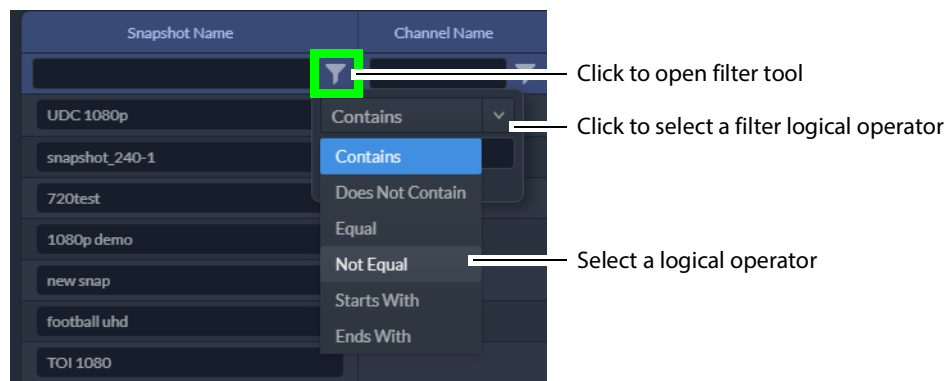 Snapshot Name
Channel Name
Click to open filter tool
UDC 1080p
Contains
Click to select a filter logical operator
snapshot_240-1
Contains
720test
Does Not Contain
1080p demo
Equal
Not Equal
Select a logical operator
new snap
Starts With
football uhd
Ends With
TOI 1080